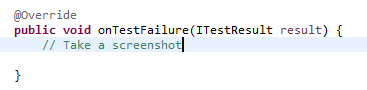 @Override
public void onTestFailure(ITestResult result) {
    // Take a screenshot
}